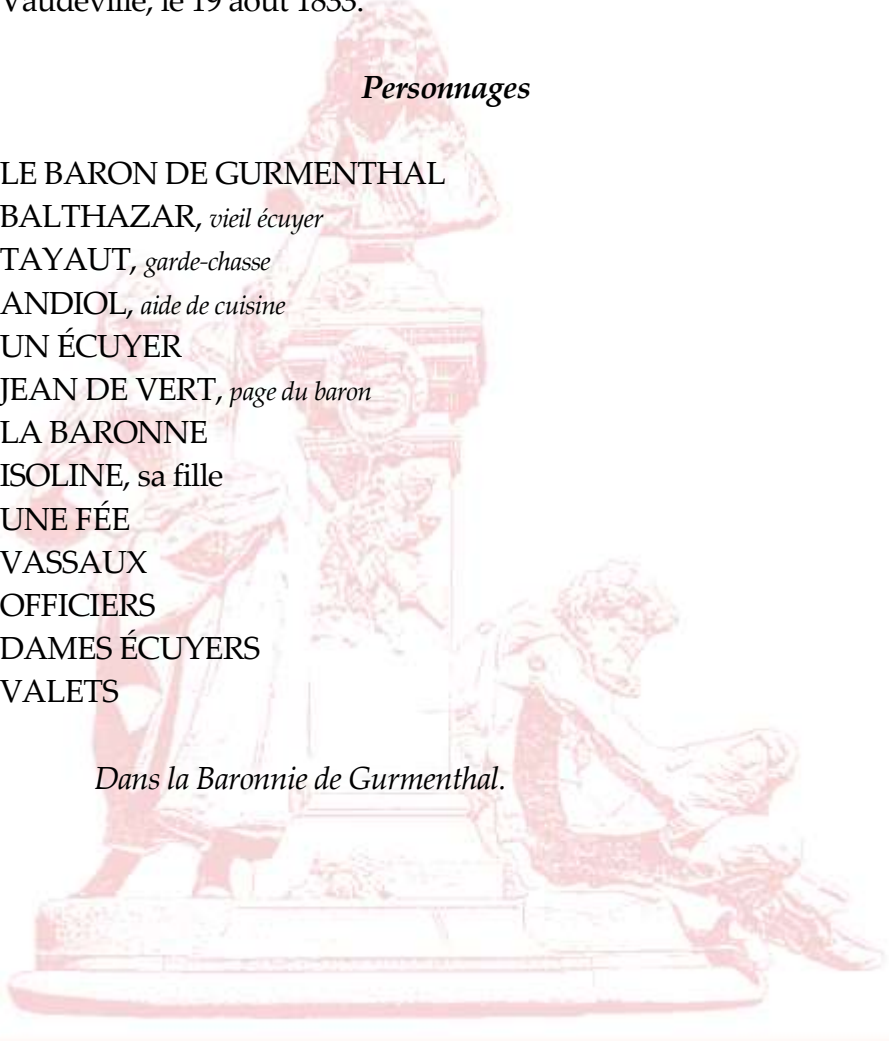 Vaudeville, le 19 août 1833.
Personnages
LE BARON DE GURMENTHAL
BALTHAZAR, vieil écuyer
TAYAUT, garde-chasse
ANDIOL, aide de cuisine
UN ÉCUYER
JEAN DE VERT, page du baron
LA BARONNE
ISOLINE, sa fille
UNE FÉE
VASSAUX
OFFICIERS
DAMES ÉCUYERS
VALETS
Dans la Baronnie de Gurmenthal.